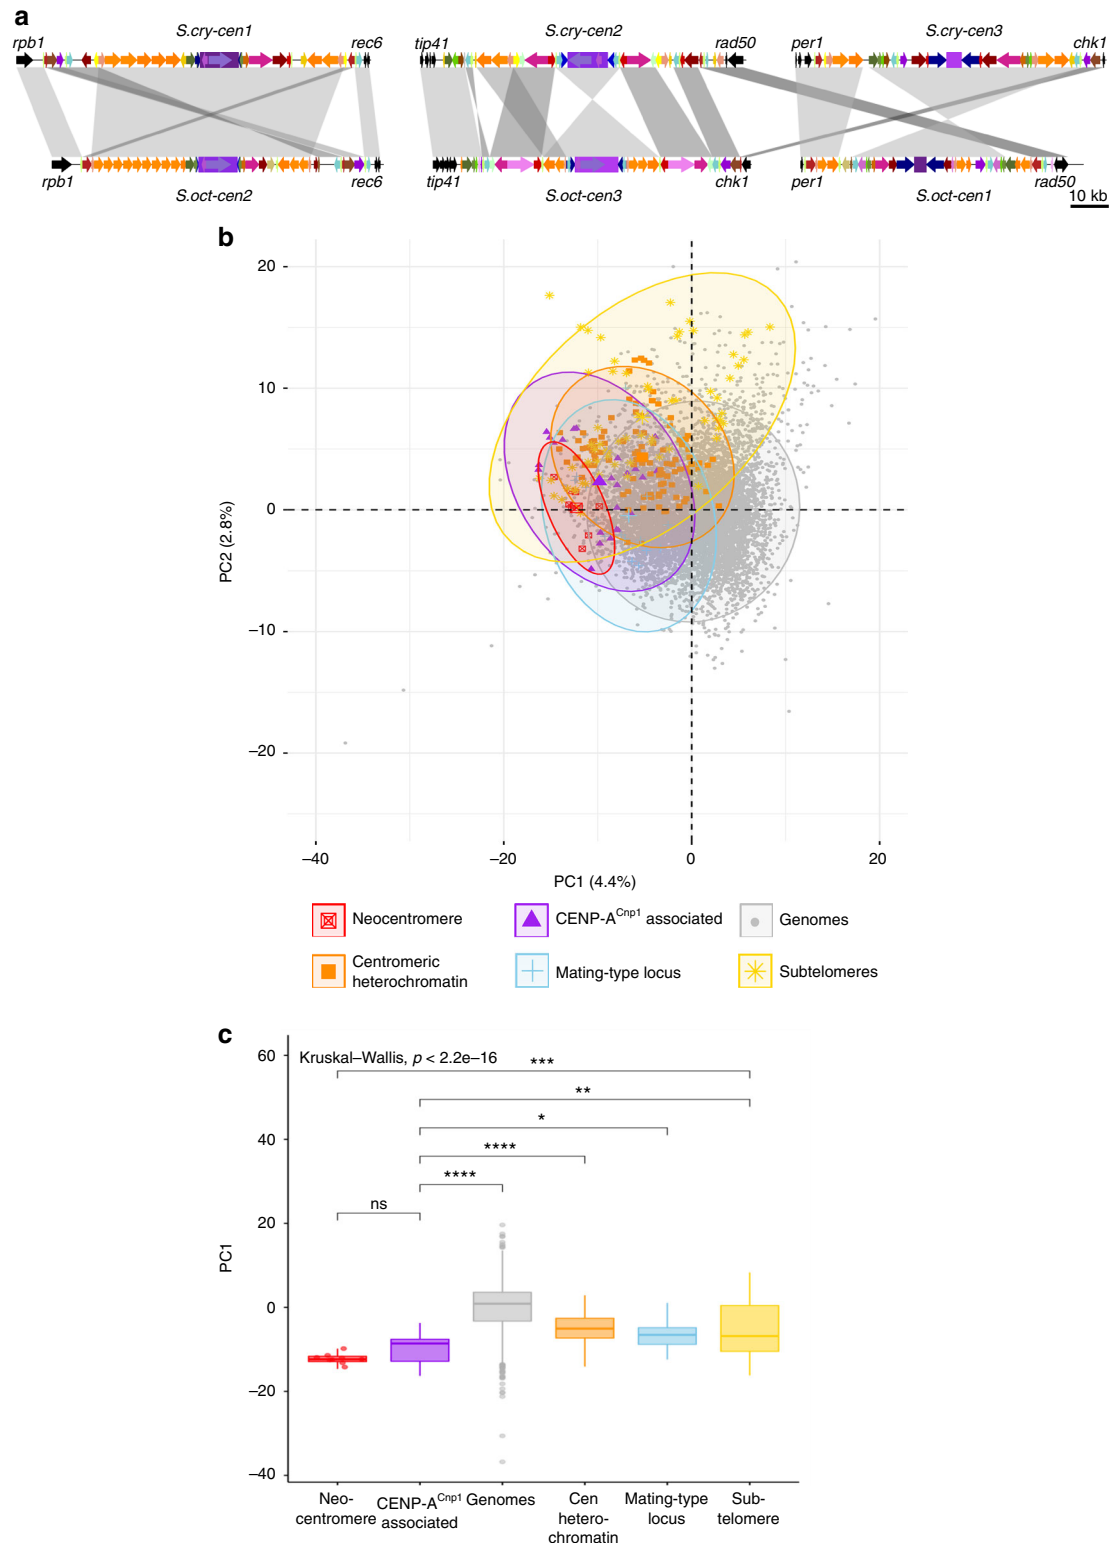 a
S.cry-cen1
S.cry-cen2
S.cry-cen3
rpb1
rec6
tip41
rad50
per1
chk1
rpb1
rec6
tip41
chk1
per1
rad50
S.oct-cen2
S.oct-cen3
S.oct-cen1
10 kb
b
20
10
0
–10
–20
PC2 (2.8%)
–40
–20
0
20
PC1 (4.4%)
Neocentromere
CENP-ACnp1 associated
Genomes
Centromeric
heterochromatin
Mating-type locus
Subtelomeres
c
Kruskal–Wallis, p < 2.2e–16
***
**
*
****
****
ns
60
40
20
0
–20
–40
PC1
Neo-
centromere
CENP-ACnp1
associated
Genomes
Cen
hetero-
chromatin
Mating-type
locus
Sub-
telomere